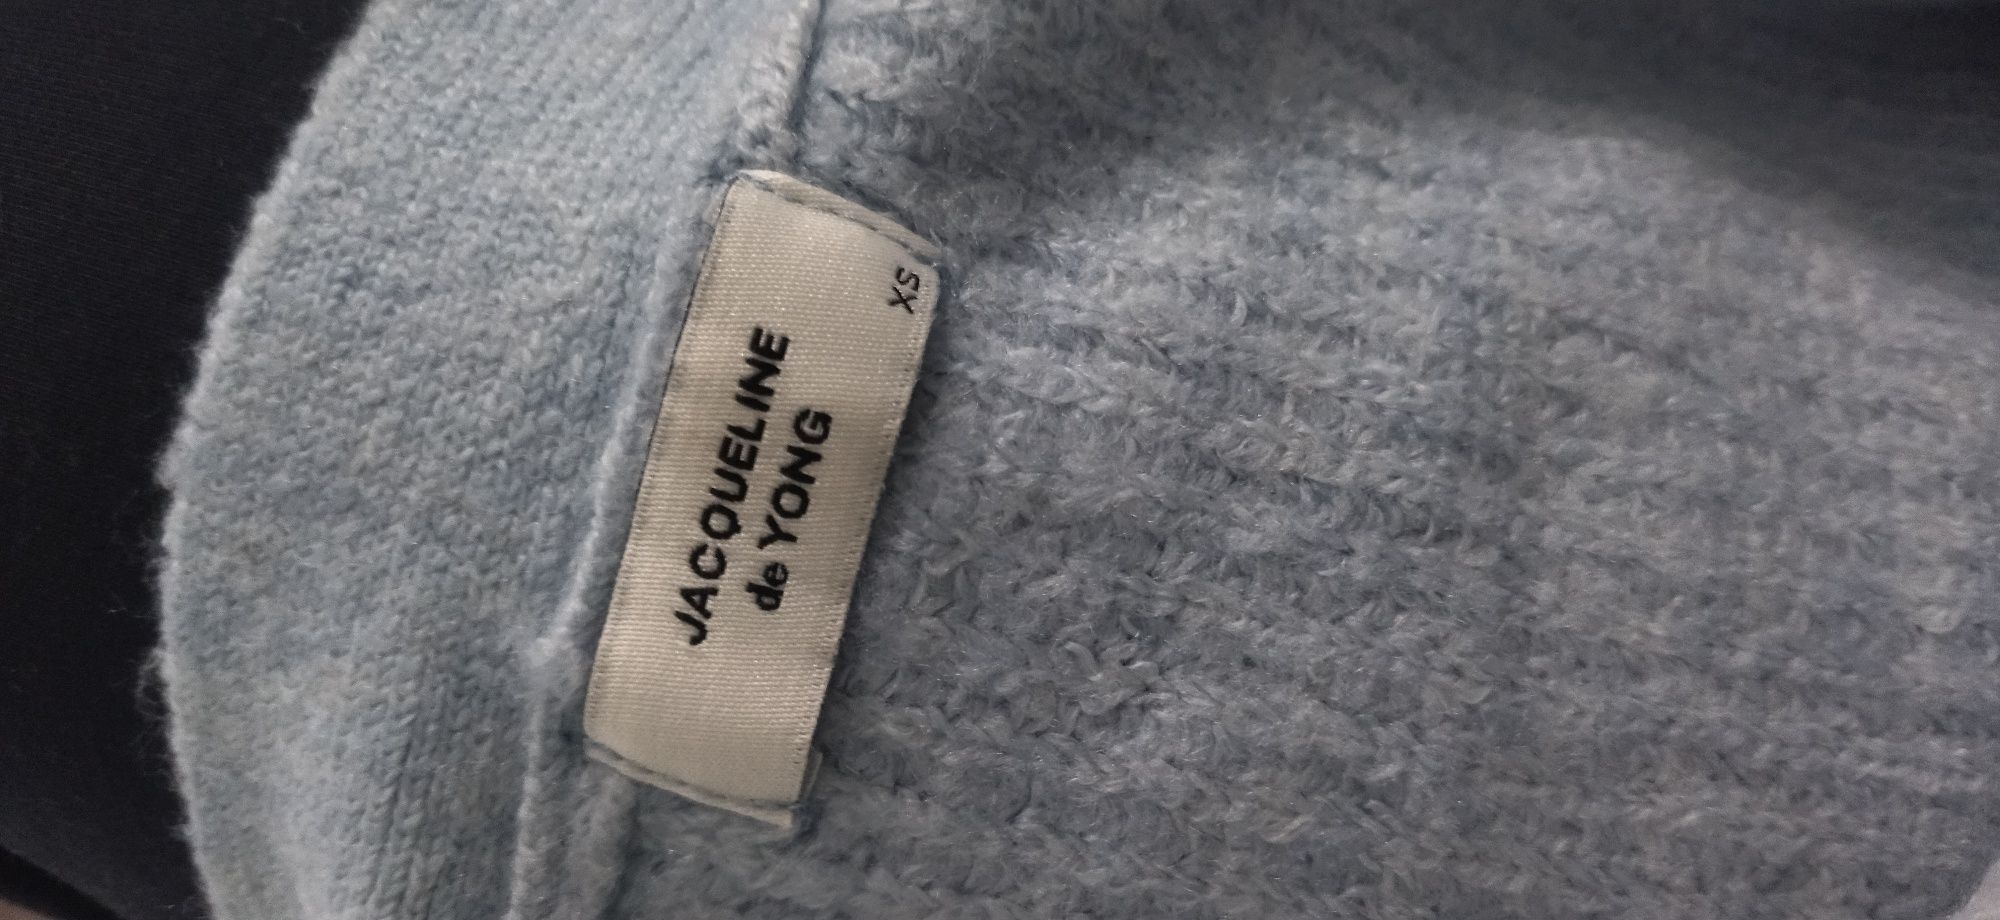 JACQUELINE
de YONG
XS